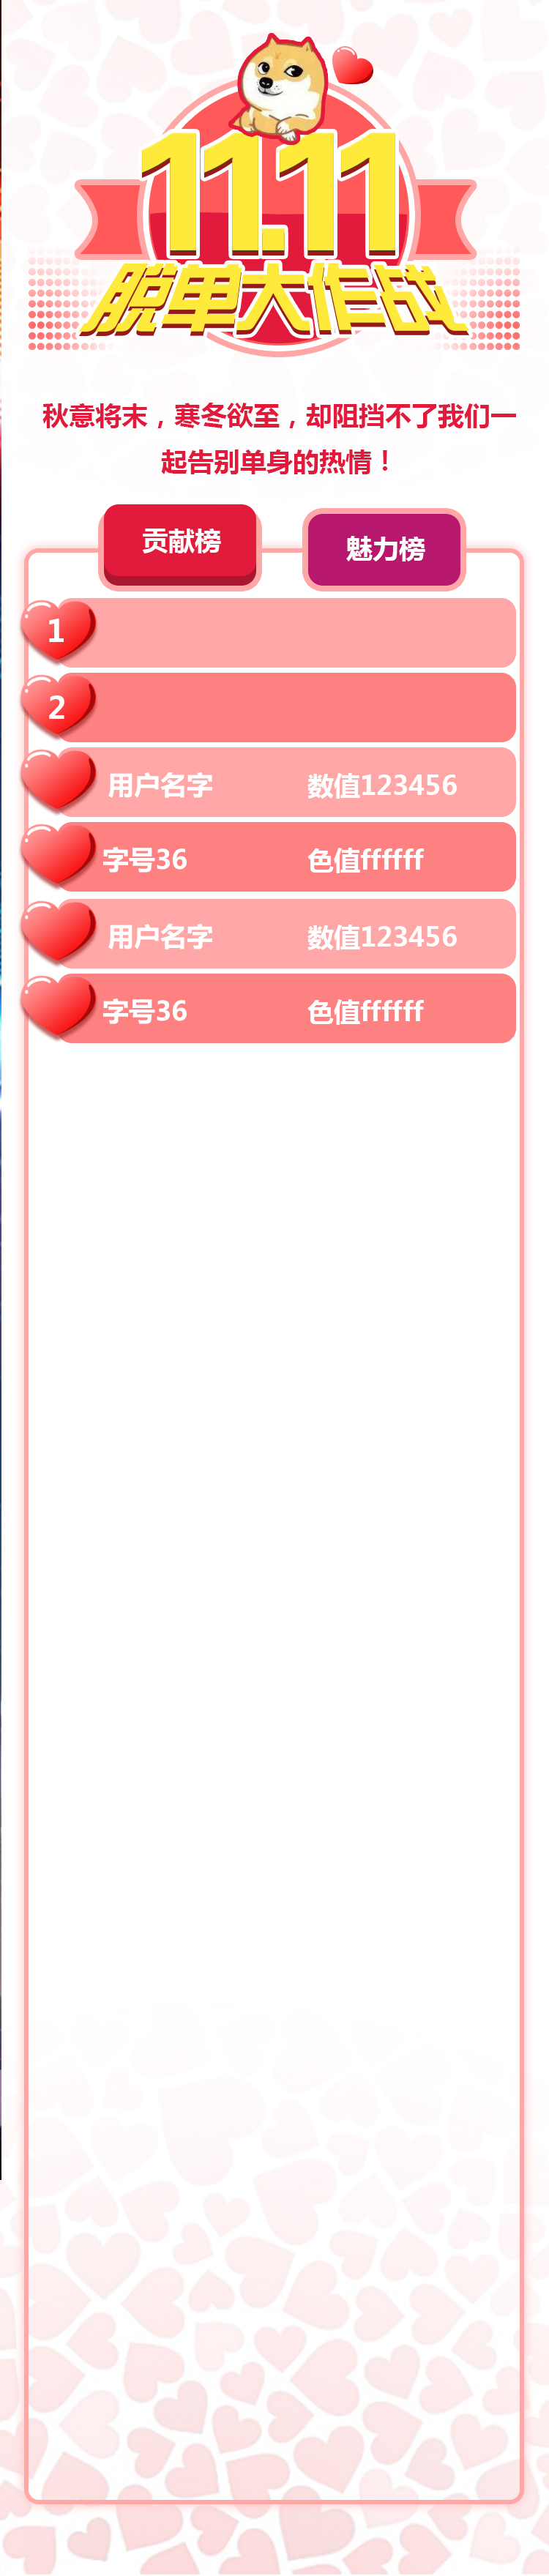 11.11
脱单大作战
秋意将末，寒冬欲至，却阻挡不了我们一
起告别单身的热情！
贡献榜 魅力榜
1
2
用户名字 数值123456
字号36 色值ffffff
用户名字 数值123456
字号36 色值ffffff